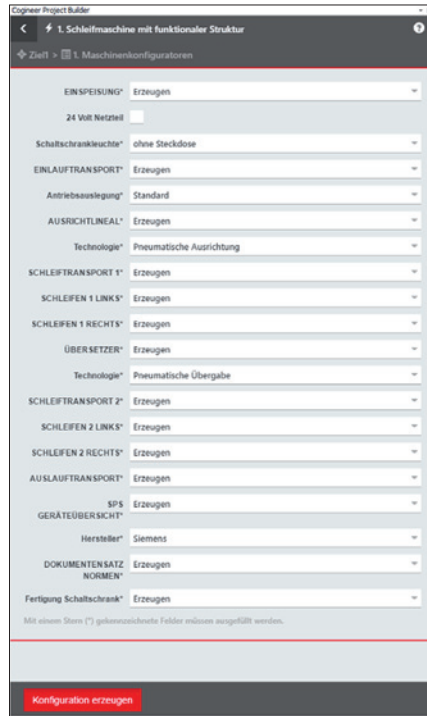 Cogineer Project Builder
1. Schleifmaschine mit funktionaler Struktur
Ziel1 > 1. Maschinenkonfiguratoren
EINSPEISUNG* Erzeugen
24 Volt Netzteil
Schaltschrankleuchte* ohne Steckdose
EINLAUFTRANSPORT* Erzeugen
Antriebsauslegung* Standard
AUSRICHTLINEAL* Erzeugen
Technologie* Pneumatische Ausrichtung
SCHLEIFTRANSPORT 1* Erzeugen
SCHLEIFEN 1 LINKS* Erzeugen
SCHLEIFEN 1 RECHTS* Erzeugen
ÜBERSETZER* Erzeugen
Technologie* Pneumatische Übergabe
SCHLEIFTRANSPORT 2* Erzeugen
SCHLEIFEN 2 LINKS* Erzeugen
SCHLEIFEN 2 RECHTS* Erzeugen
AUSLAUFTRANSPORT* Erzeugen
SPS Erzeugen
GERÄTEÜBERSICHT*
Hersteller* Siemens
DOKUMENTENSATZ Erzeugen
NORMEN*
Fertigung Schaltschrank* Erzeugen
Mit einem Stern (*) gekennzeichnete Felder müssen ausgefüllt werden.
Konfiguration erzeugen